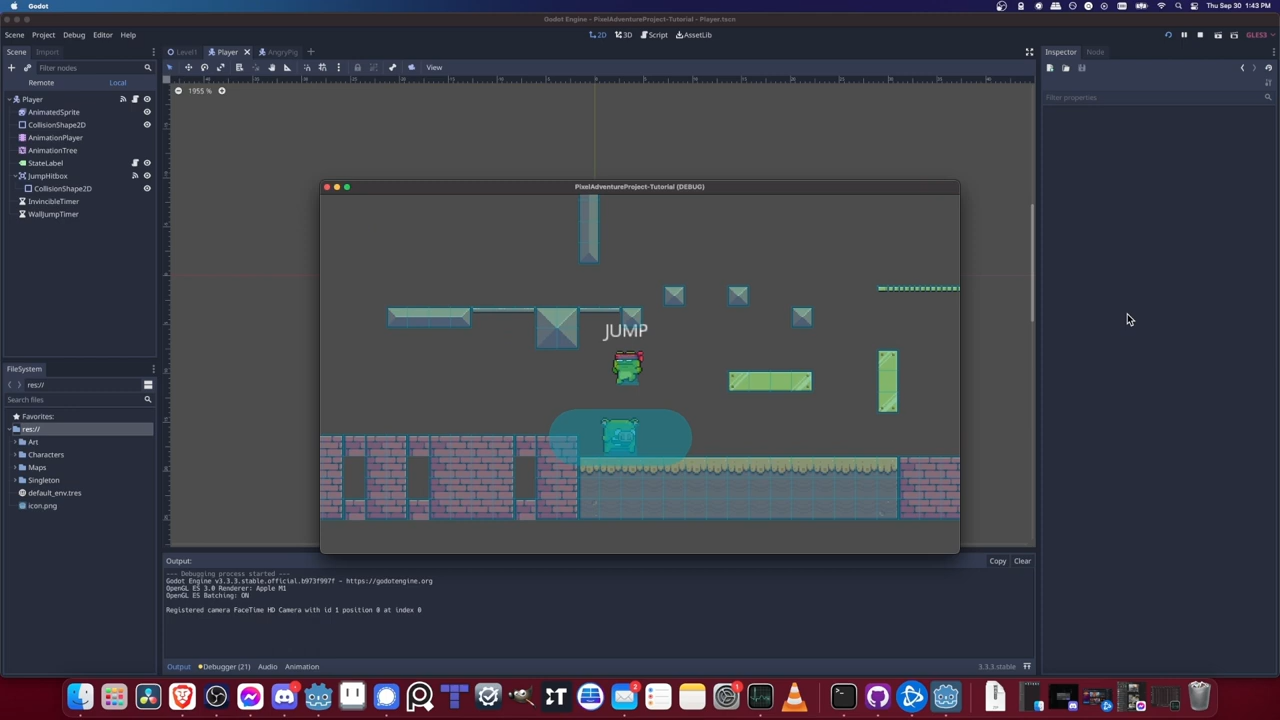 Godot
Thu Sep 30 1:43 PM
Godot Engine - PixelAdventureProject-Tutorial - Player.tscn
Scene Project Debug Editor Help
2D 3D Script AssetLib
GLES3
Scene Import
Level1 Player AngryPig
Inspector Node
Filter nodes
View
Remote Local
1955 %
Filter properties
Player
AnimatedSprite
CollisionShape2D
AnimationPlayer
AnimationTree
StateLabel
JumpHitbox
CollisionShape2D
InvincibleTimer
WallJumpTimer
PixelAdventureProject-Tutorial (DEBUG)
JUMP
FileSystem
res://
Search files
Favorites:
res://
Art
Characters
Maps
Singleton
default_env.tres
icon.png
Output:
Copy Clear
--- Debugging process started ---
Godot Engine v3.3.3.stable.official.b973f997f - https://godotengine.org
OpenGL ES 3.0 Renderer: Apple M1
OpenGL ES Batching: ON
Registered camera FaceTime HD Camera with id 1 position 0 at index 0
Output Debugger (21) Audio Animation
3.3.3.stable